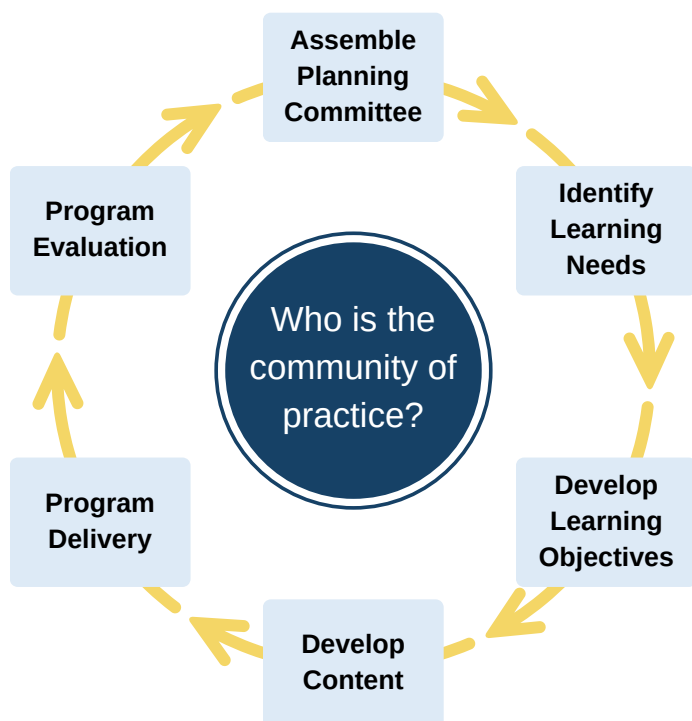 Assemble
Planning
Committee
Identify
Learning
Needs
Develop
Learning
Objectives
Develop
Content
Program
Delivery
Program
Evaluation
Who is the
community of
practice?